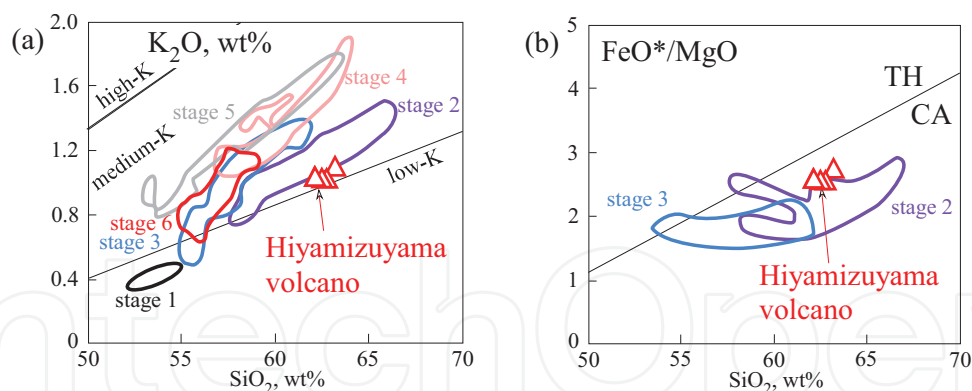 (a)
K₂O, wt%
2.0
1.6
1.2
0.8
0.4
0
high-K
medium-K
low-K
stage 5
stage 4
stage 2
stage 6
stage 3
stage 1
Hiyamizuyama
volcano
50
55
60
65
70
SiO₂, wt%
(b)
FeO*/MgO
5
4
3
2
1
0
TH
CA
stage 3
stage 2
Hiyamizuyama
volcano
50
55
60
65
70
SiO₂, wt%